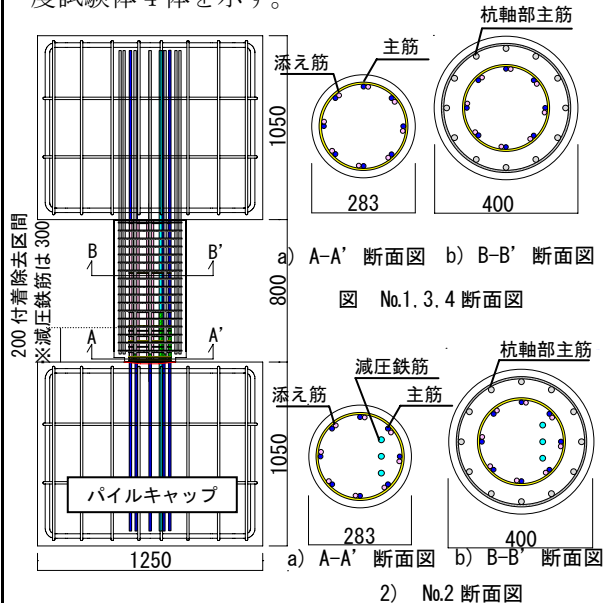 度試験体 4 体を示す。
杭軸部主筋
添え筋
主筋
1050
283
400
B
B'
a) A-A’ 断面図 b) B-B’ 断面図
800
図 No.1.3.4 断面図
200 付着除去区間
※減圧鉄筋は 300
A
A'
杭軸部主筋
減圧鉄筋
添え筋
主筋
1050
パイルキャップ
283
400
1250
a) A-A’ 断面図 b) B-B’ 断面図
2) No.2 断面図